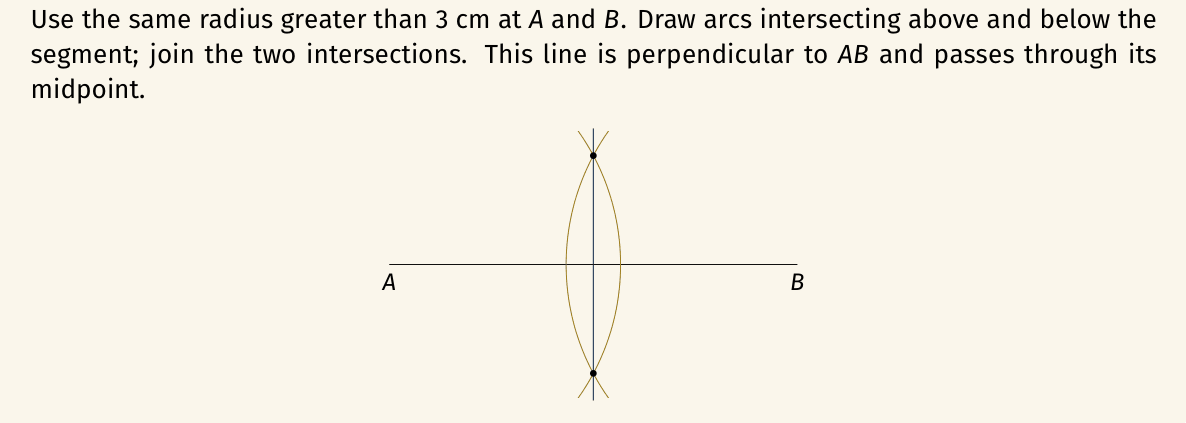 Use the same radius greater than 3 cm at A and B. Draw arcs intersecting above and below the
segment; join the two intersections. This line is perpendicular to AB and passes through its
midpoint.
A
B